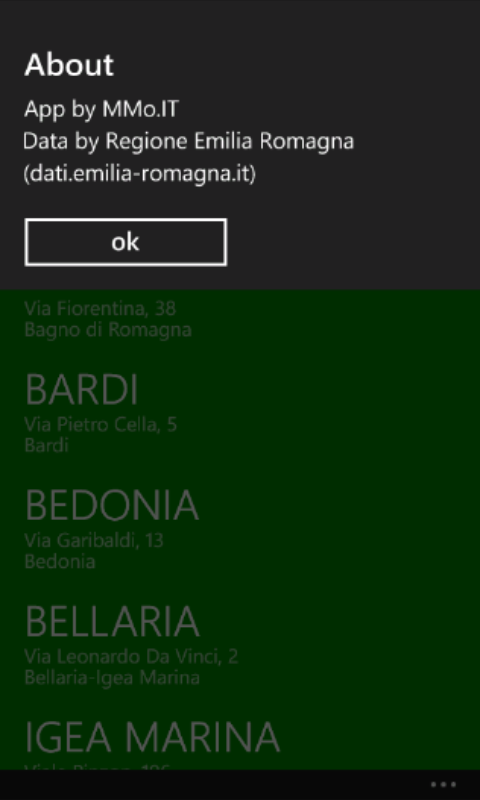 About
App by MMo.IT
Data by Regione Emilia Romagna
(dati.emilia-romagna.it)
ok
Via Fiorentina, 38
Bagno di Romagna
BARDI
Via Pietro Cella, 5
Bardi
BEDONIA
Via Garibaldi, 13
Bedonia
BELLARIA
Via Leonardo Da Vinci, 2
Bellaria-Igea Marina
IGEA MARINA